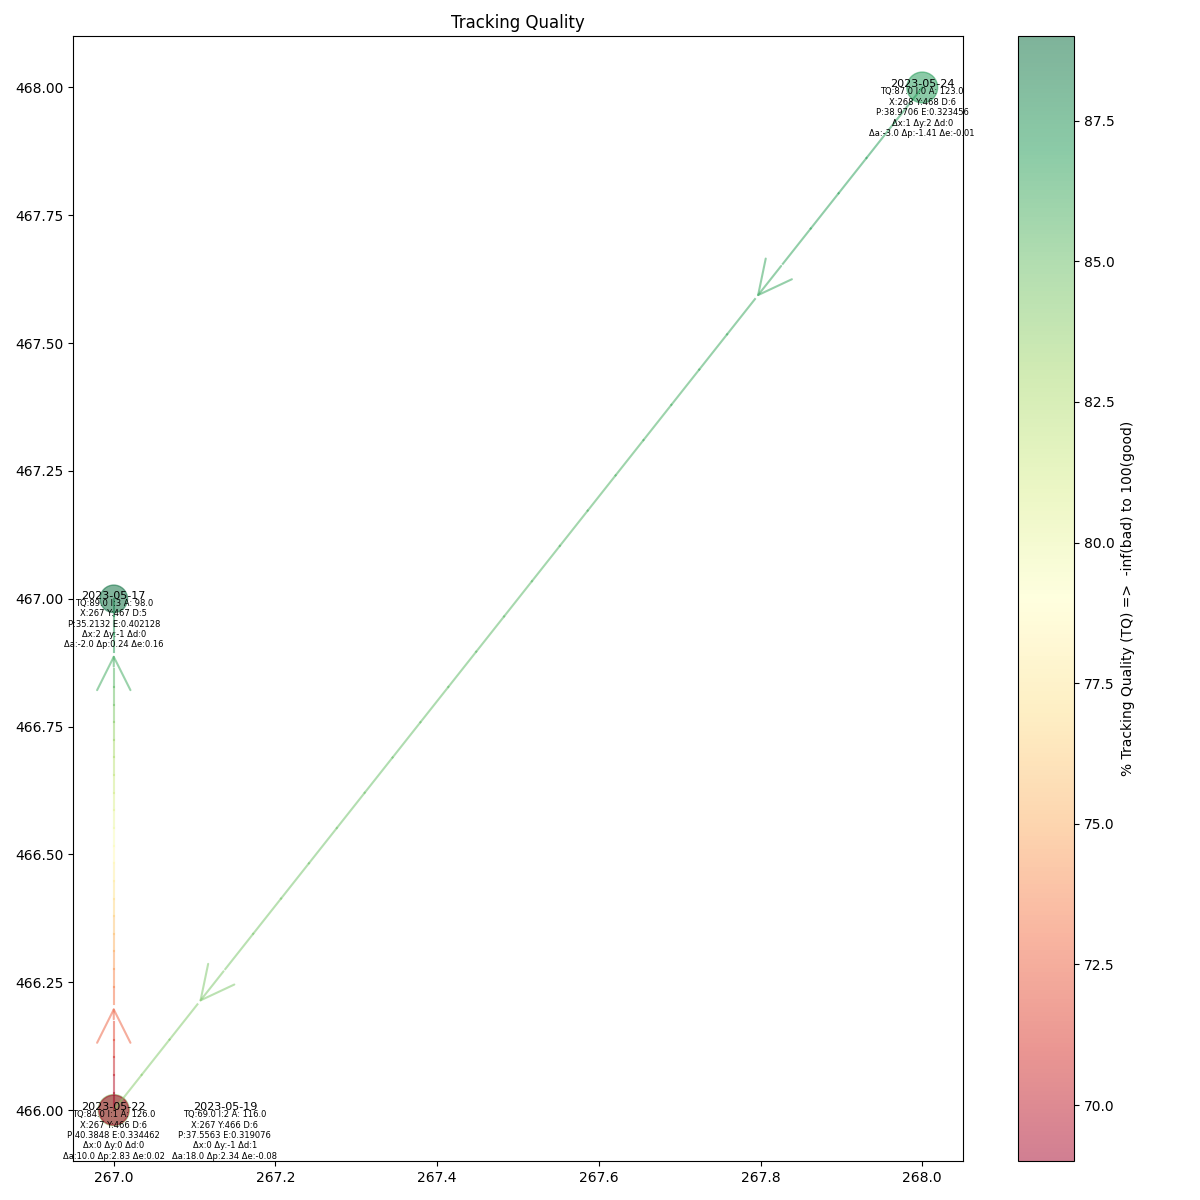 Tracking Quality
468.00
467.75
467.50
467.25
467.00
466.75
466.50
466.25
466.00
2023-05-24
TQ:87.0 I:0 A: 123.0
X:268 Y:468 D:6
P:38.9706 E:0.323456
Δx:1 Δy:2 Δd:0
Δa:-3.0 Δp:-1.41 Δe:-0.01
2023-05-17
TQ:89.0 I:3 A: 98.0
X:267 Y:467 D:5
P:35.2132 E:0.402128
Δx:2 Δy:-1 Δd:0
Δa:-2.0 Δp:0.24 Δe:0.16
2023-05-22
TQ:84.0 I:1 A: 126.0
X:267 Y:466 D:6
P:40.3848 E:0.334462
Δx:0 Δy:0 Δd:0
Δa:10.0 Δp:2.83 Δe:0.02
2023-05-19
TQ:69.0 I:2 A: 116.0
X:267 Y:466 D:6
P:37.5563 E:0.319076
Δx:0 Δy:-1 Δd:1
Δa:18.0 Δp:2.34 Δe:-0.08
267.0 267.2 267.4 267.6 267.8 268.0
87.5
85.0
82.5
80.0
77.5
75.0
72.5
70.0
% Tracking Quality (TQ) => -inf(bad) to 100(good)